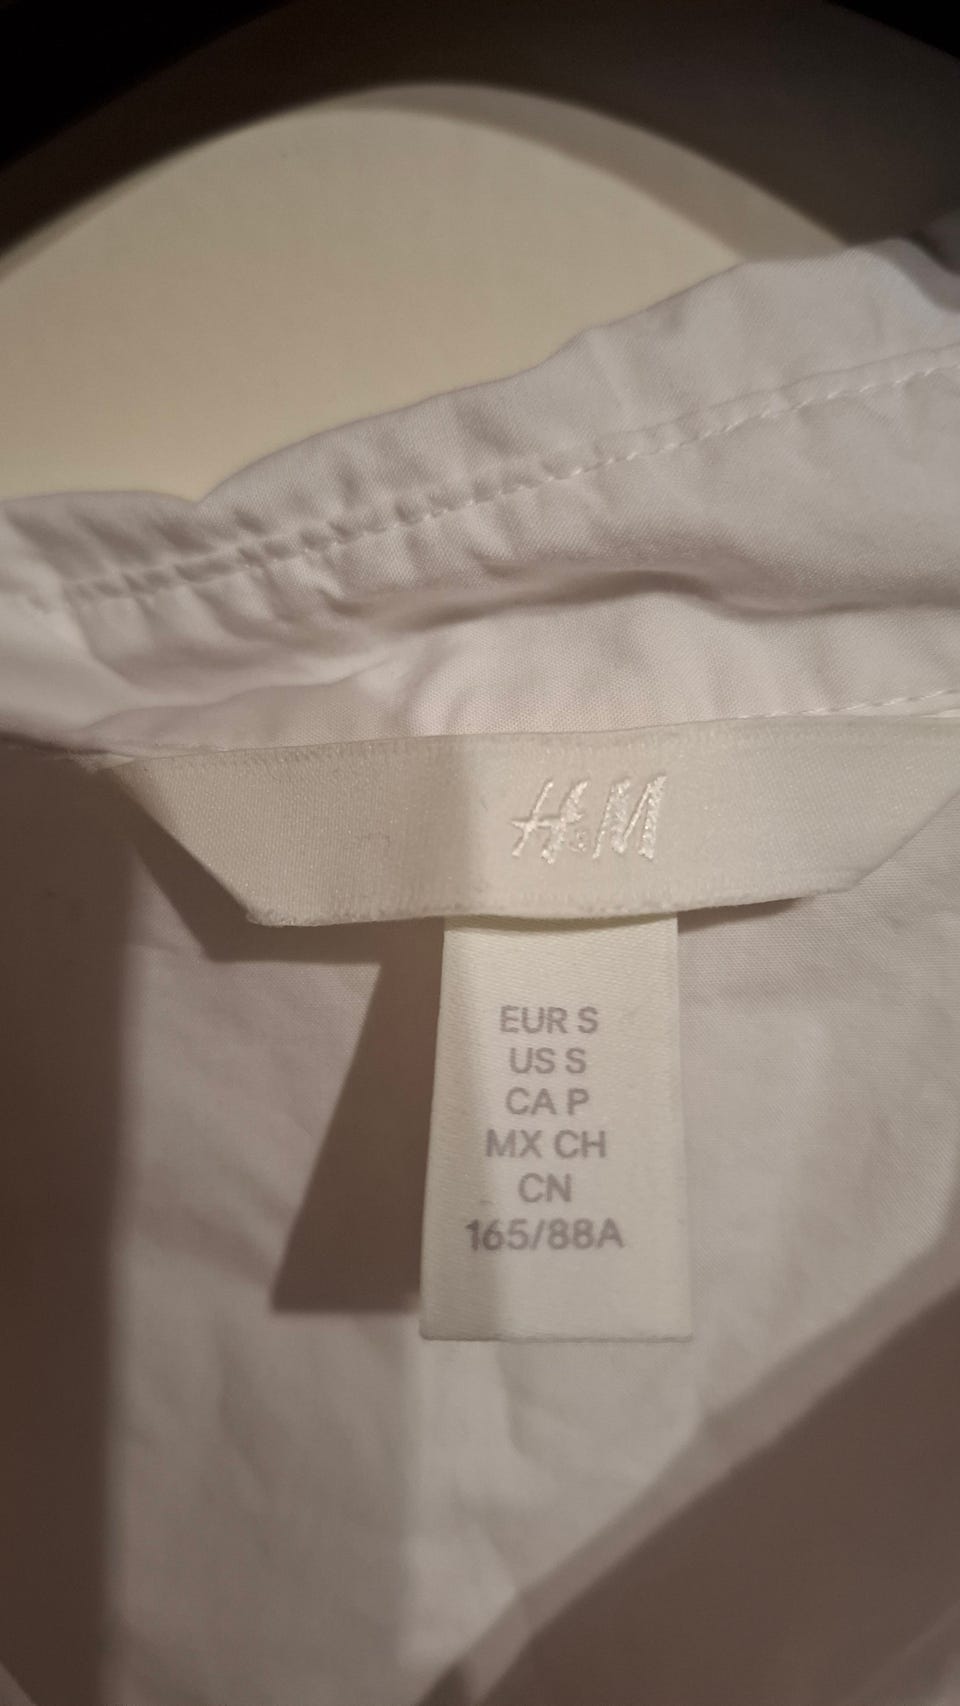 H&M
EUR S
US S
CA P
MX CH
CN
165/88A